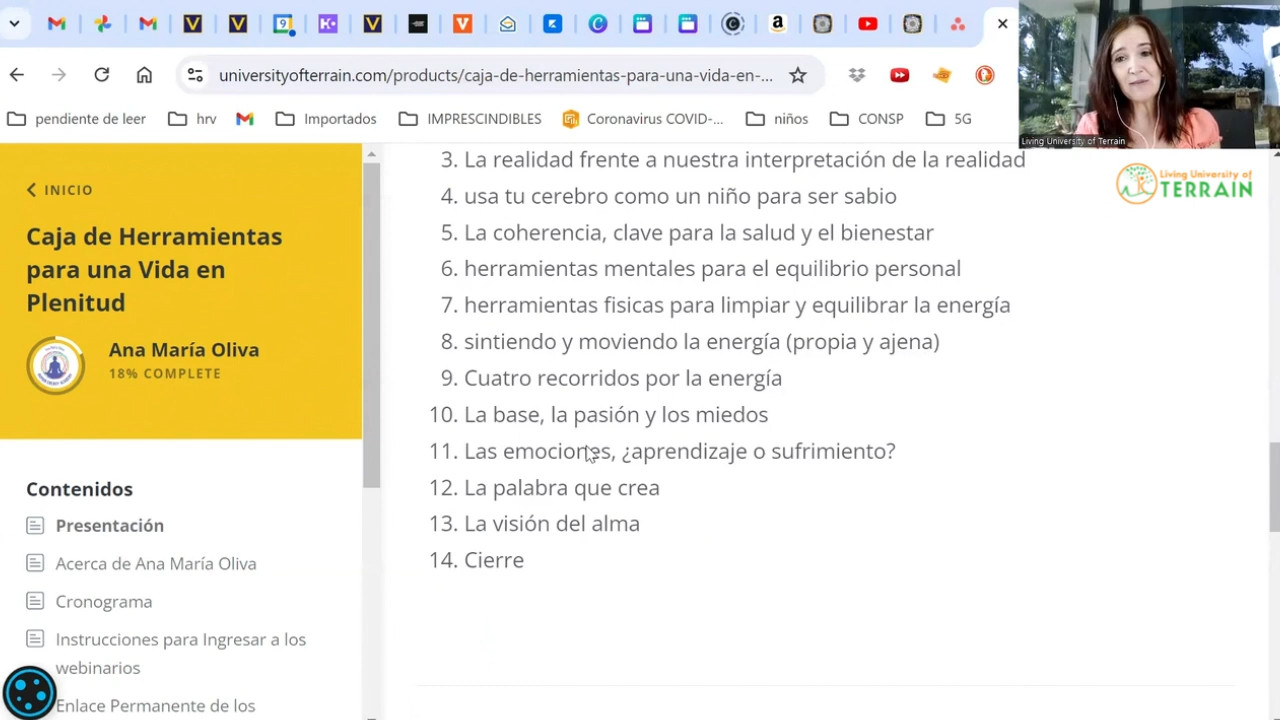 universityofterrain.com/products/caja-de-herramientas-para-una-vida-en-...
pendiente de leer
hrv
Importados
IMPRESCINDIBLES
Coronavirus COVID-...
niños
CONSP
5G
Living University of Terrain
Living University of
TERRAIN
INICIO
Caja de Herramientas
para una Vida en
Plenitud
Ana María Oliva
18% COMPLETE
Contenidos
Presentación
Acerca de Ana María Oliva
Cronograma
Instrucciones para Ingresar a los
webinarios
Enlace Permanente de los
3. La realidad frente a nuestra interpretación de la realidad
4. usa tu cerebro como un niño para ser sabio
5. La coherencia, clave para la salud y el bienestar
6. herramientas mentales para el equilibrio personal
7. herramientas fisicas para limpiar y equilibrar la energía
8. sintiendo y moviendo la energía (propia y ajena)
9. Cuatro recorridos por la energía
10. La base, la pasión y los miedos
11. Las emociones, ¿aprendizaje o sufrimiento?
12. La palabra que crea
13. La visión del alma
14. Cierre